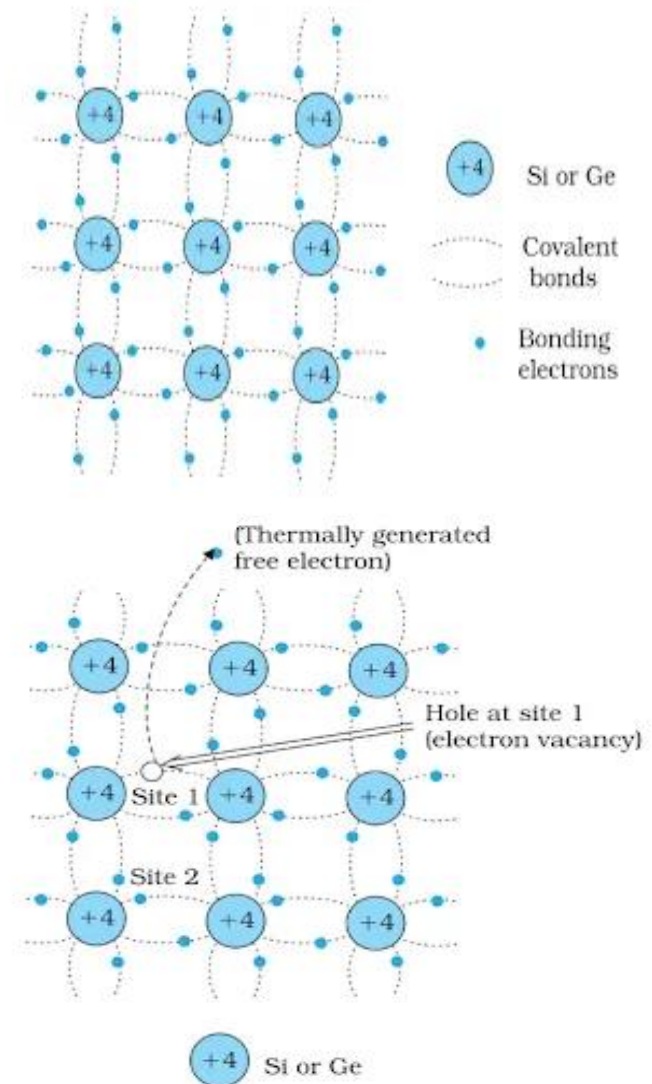 +4 +4 +4
+4 Si or Ge
+4 +4 +4
Covalent
bonds
Bonding
electrons
+4 +4 +4
(Thermally generated
free electron)
+4 +4 +4
Hole at site 1
(electron vacancy)
+4 Site 1 +4 +4
Site 2
+4 +4 +4
+4 Si or Ge